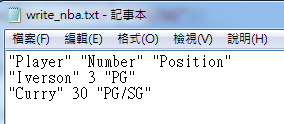 write_nba.txt - 記事本
檔案(F) 編輯(E) 格式(O) 檢視(V) 說明(H)
"Player" "Number" "Position"
"Iverson" 3 "PG"
"Curry" 30 "PG/SG"